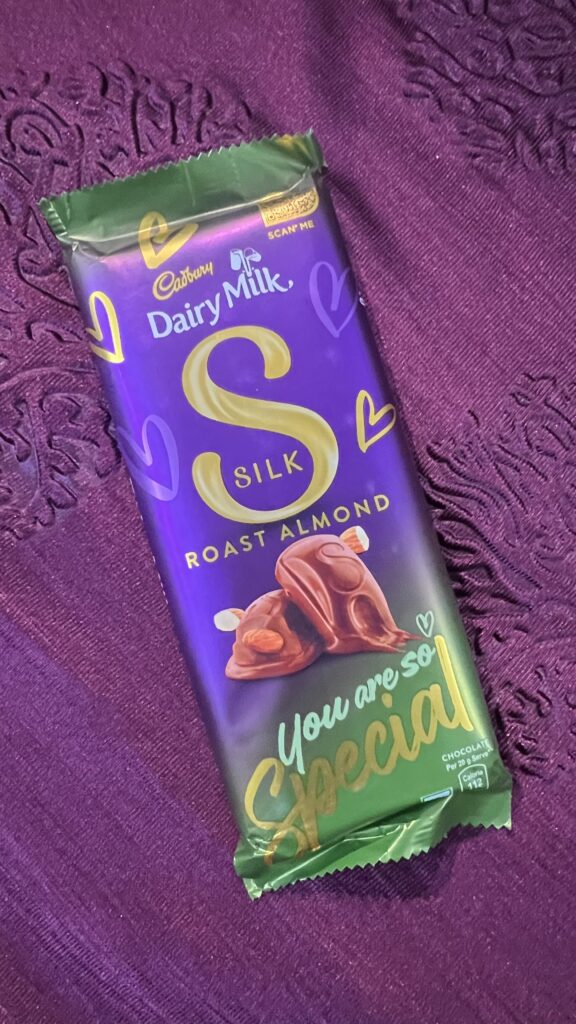 SCAN' ME
Cadbury
Dairy Milk
S
SILK
ROAST ALMOND
You are so
Special
CHOCOLATE
Per 20 g Serve
Calorie
112